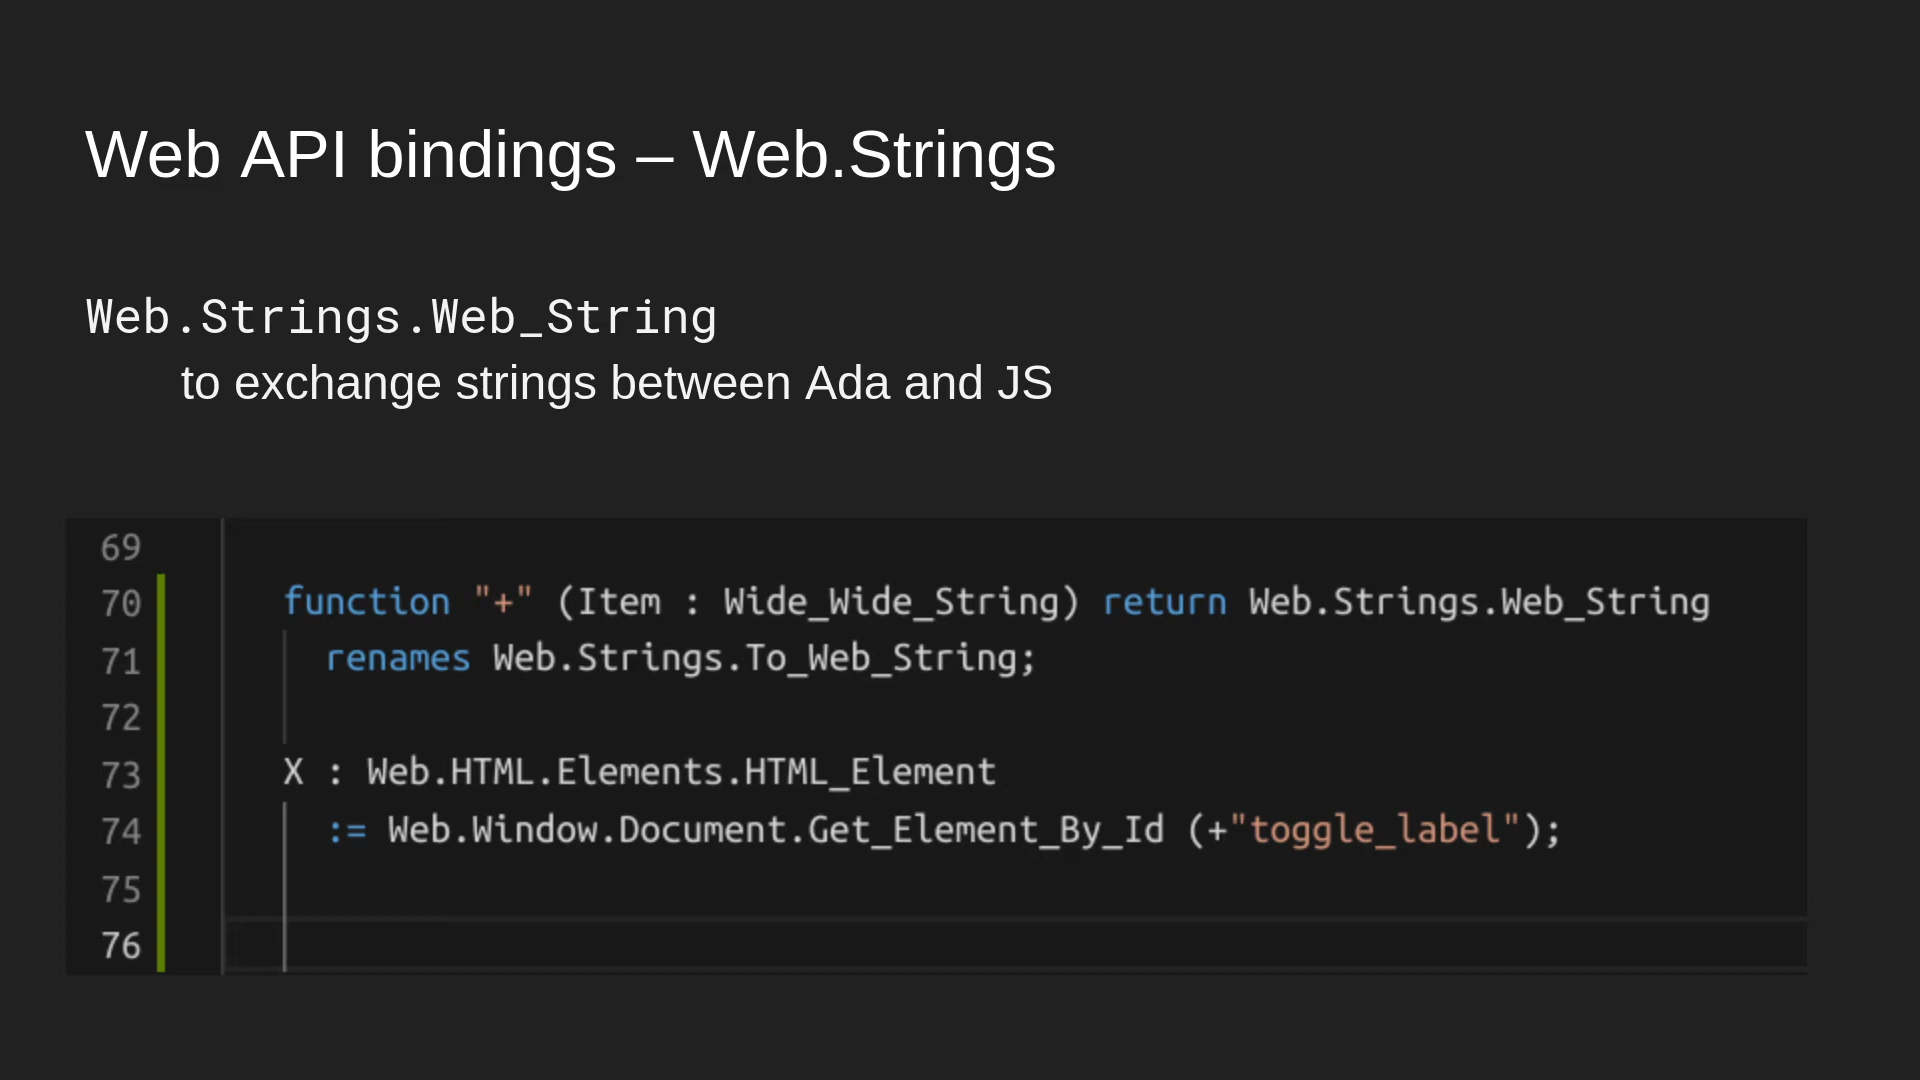 Web API bindings – Web.Strings
Web.Strings.Web_String
to exchange strings between Ada and JS
69
70 function "+" (Item : Wide_Wide_String) return Web.Strings.Web_String
71 renames Web.Strings.To_Web_String;
72
73 X : Web.HTML.Elements.HTML_Element
74 := Web.Window.Document.Get_Element_By_Id (+"toggle_label");
75
76